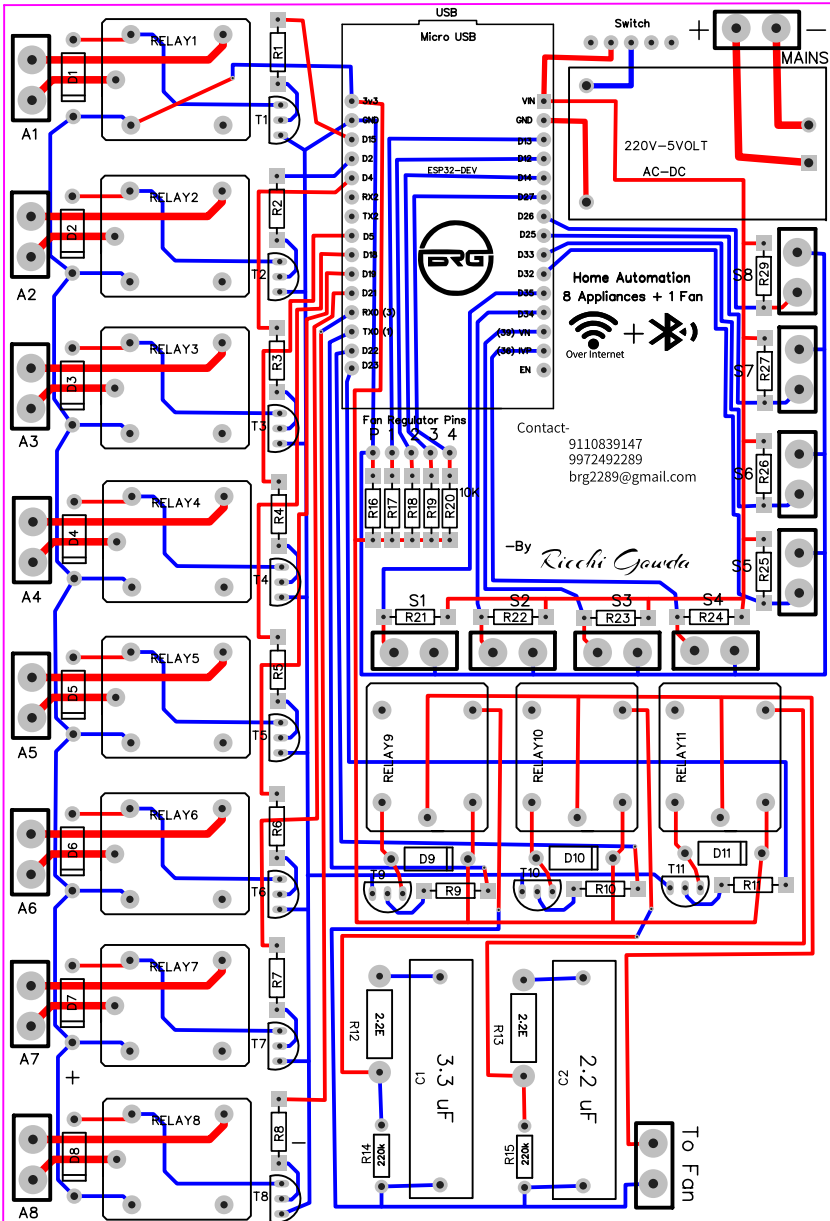 USB
Micro USB
Switch
+
−
MAINS
220V−5VOLT
AC−DC
ESP32−DEV
3v3
GND
D15
D2
D4
RX2
TX2
D5
D18
D19
D21
RX0 (3)
TX0 (1)
D22
D23
VIN
GND
D13
D12
D14
D27
D26
D25
D33
D32
D35
D34
(39) VN
(36) IVP
EN
BRG
Home Automation
8 Appliances + 1 Fan
+
Over Internet
Contact-
9110839147
9972492289
brg2289@gmail.com
−By
Ricchi Gowda
Fan Regulator Pins
P 1 2 3 4
R16
R17
R18
R19
R20
10K
A1
D1
RELAY1
R1
T1
A2
D2
RELAY2
R2
T2
A3
D3
RELAY3
R3
T3
A4
D4
RELAY4
R4
T4
A5
D5
RELAY5
R5
T5
A6
D6
RELAY6
R6
T6
A7
D7
RELAY7
R7
T7
+
A8
D8
RELAY8
R8
−
T8
S8
R29
S7
R27
S6
R26
S5
R25
S1
S2
S3
S4
R21
R22
R23
R24
RELAY9
RELAY10
RELAY11
D9
D10
D11
T9
T10
T11
R9
R10
R11
R12
2.2E
R13
2.2E
C1
3.3 uF
C2
2.2 uF
R14
220k
R15
220k
To Fan